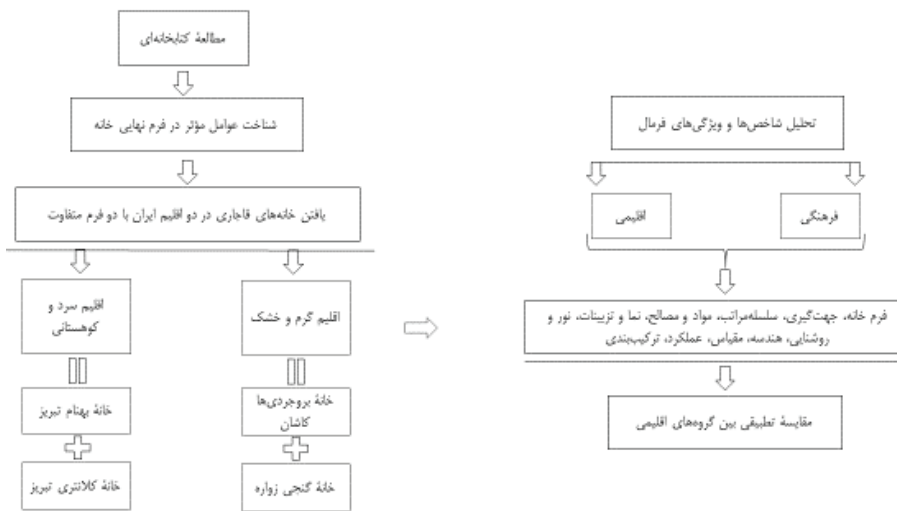 مطالعهٔ کتابخانه‌ای
شناخت عوامل مؤثر در فرم نهایی خانه
یافتن خانه‌های قاجاری در دو اقلیم ایران با دو فرم متفاوت
اقلیم گرم و خشک
اقلیم سرد و
کوهستانی
خانهٔ بروجردی‌ها
کاشان
خانهٔ بهنام تبریز
خانهٔ گنجی زواره
خانهٔ کلانتری تبریز
تحلیل شاخص‌ها و ویژگی‌های فرمال
فرهنگی
اقلیمی
فرم خانه، جهت‌گیری، سلسله‌مراتب، مواد و مصالح، نما و تزیینات، نور و
روشنایی، هندسه، مقیاس، عملکرد، ترکیب‌بندی
مقایسهٔ تطبیقی بین گروه‌های اقلیمی